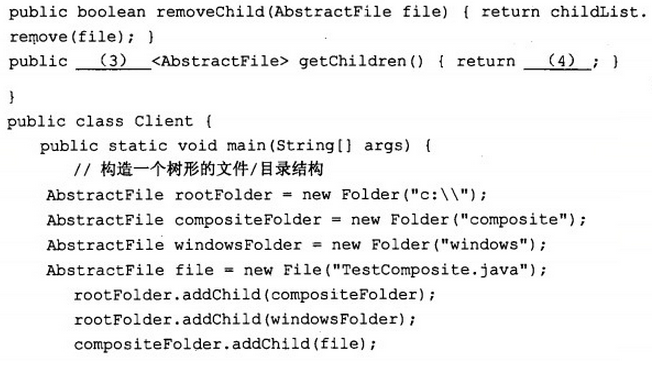 public boolean removeChild(AbstractFile file) { return childList.
remove(file); }
public (3) <AbstractFile> getChildren() { return (4) ; }
}
public class Client {
public static void main(String[] args) {
// 构造一个树形的文件/目录结构
AbstractFile rootFolder = new Folder("c:\\");
AbstractFile compositeFolder = new Folder("composite");
AbstractFile windowsFolder = new Folder("windows");
AbstractFile file = new File("TestComposite.java");
rootFolder.addChild(compositeFolder);
rootFolder.addChild(windowsFolder);
compositeFolder.addChild(file);